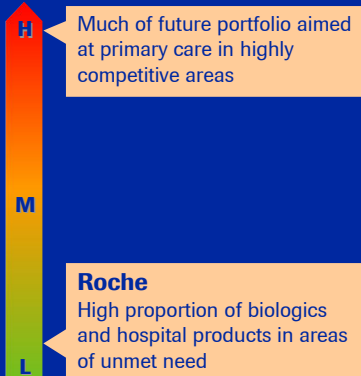 H
Much of future portfolio aimed
at primary care in highly
competitive areas
M
Roche
High proportion of biologics
and hospital products in areas
of unmet need
L